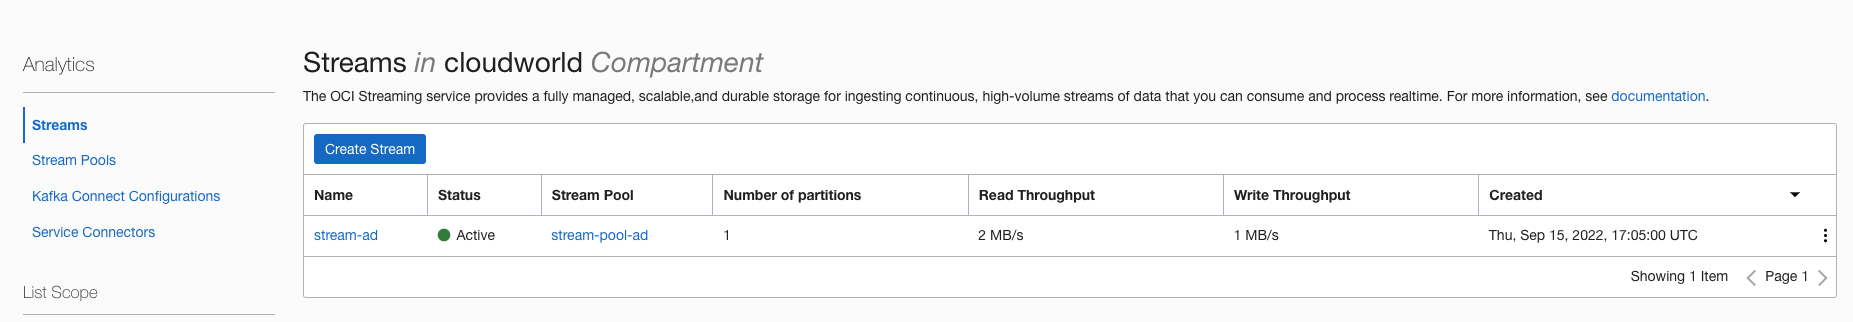 Analytics
Streams
Stream Pools
Kafka Connect Configurations
Service Connectors
List Scope
Streams in cloudworld Compartment
The OCI Streaming service provides a fully managed, scalable,and durable storage for ingesting continuous, high-volume streams of data that you can consume and process realtime. For more information, see documentation.
Create Stream
Name Status Stream Pool Number of partitions Read Throughput Write Throughput Created
stream-ad Active stream-pool-ad 1 2 MB/s 1 MB/s Thu, Sep 15, 2022, 17:05:00 UTC
Showing 1 Item Page 1